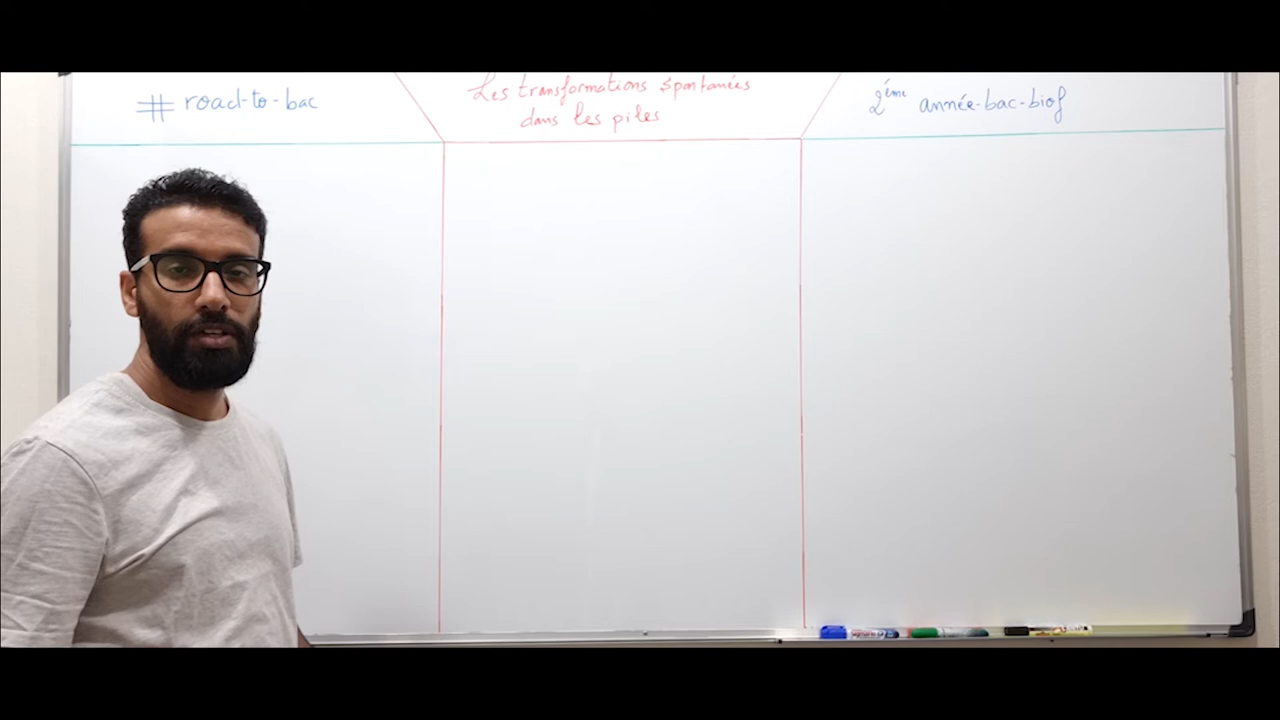 # road-to-bac
Les transformations spontanées
dans les piles
2ème année-bac-biof